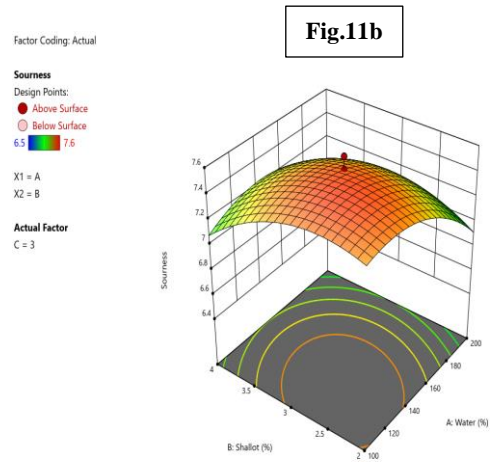 Fig.11b
Factor Coding: Actual
Sourness
Design Points:
Above Surface
Below Surface
6.5 7.6
X1 = A
X2 = B
Actual Factor
C = 3
7.6
7.4
7.2
7
6.8
6.6
6.4
Sourness
4
3.5
3
2.5
2
B: Shallot (%)
100
120
140
160
180
200
A: Water (%)